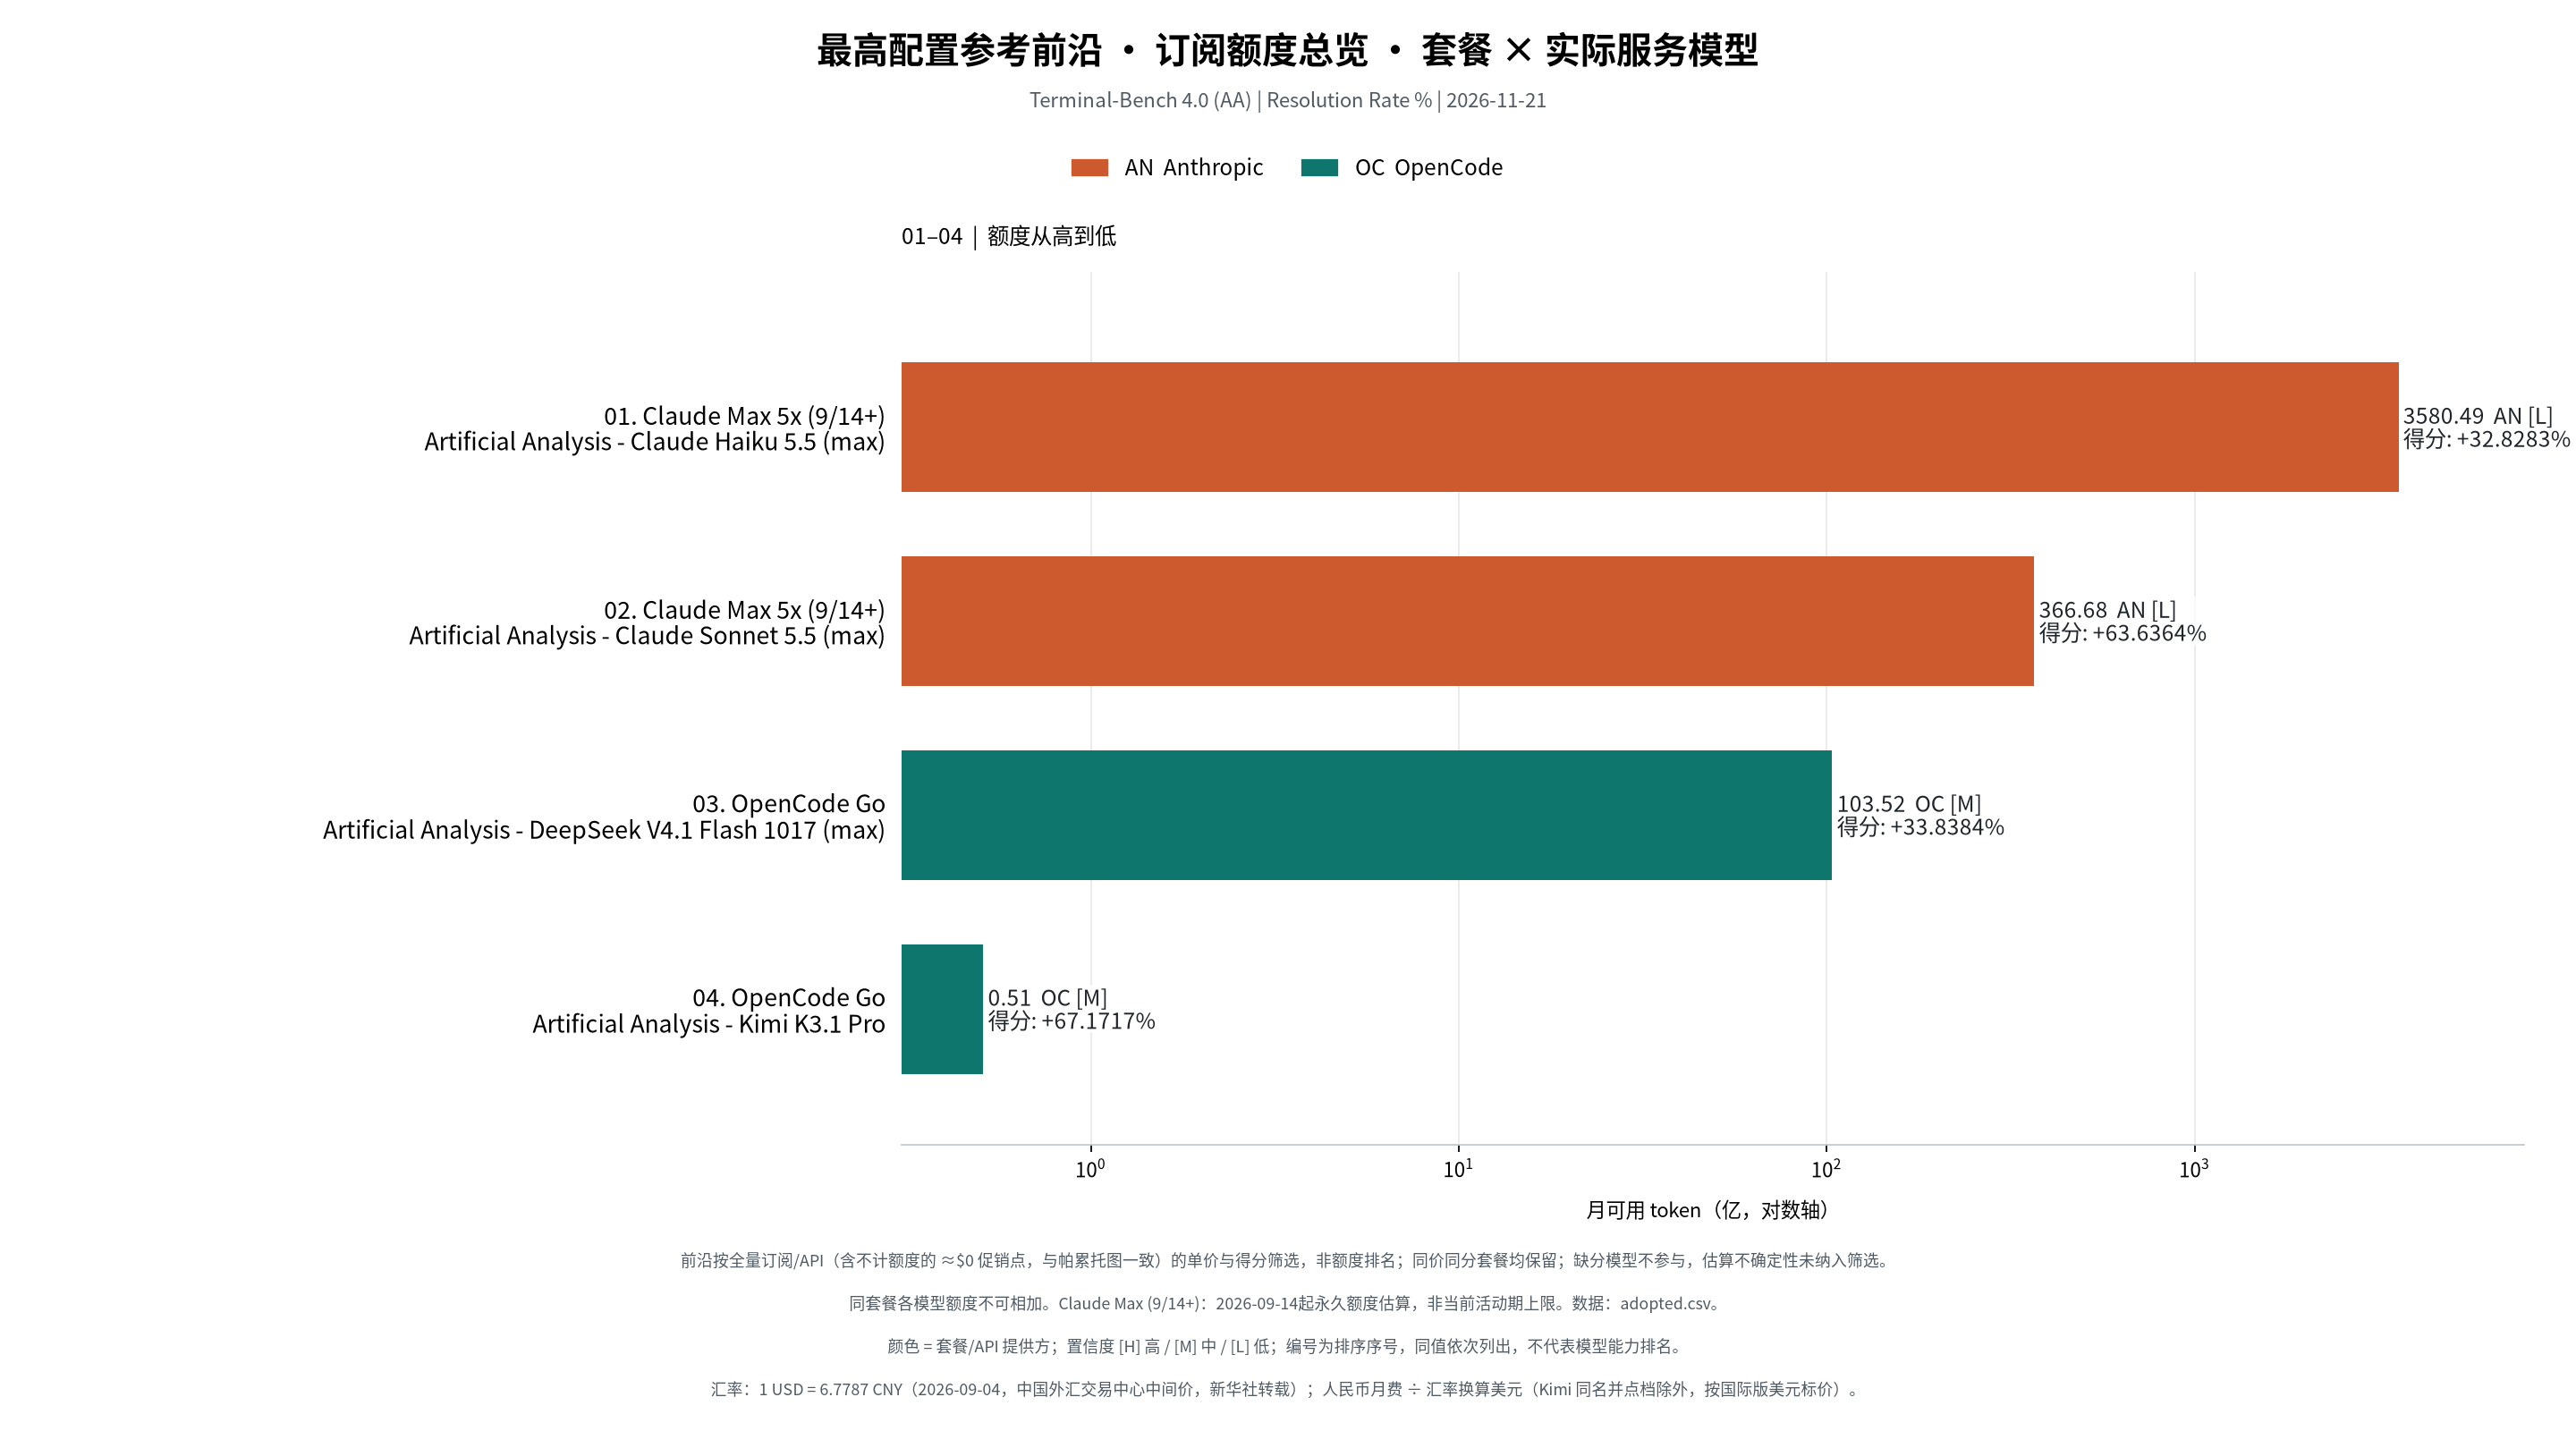 最高配置参考前沿 · 订阅额度总览 · 套餐 × 实际服务模型
Terminal-Bench 4.0 (AA) | Resolution Rate % | 2026-11-21
AN Anthropic
OC OpenCode
01–04 | 额度从高到低
01. Claude Max 5x (9/14+)
Artificial Analysis - Claude Haiku 5.5 (max)
3580.49 AN [L]
得分: +32.8283%
02. Claude Max 5x (9/14+)
Artificial Analysis - Claude Sonnet 5.5 (max)
366.68 AN [L]
得分: +63.6364%
03. OpenCode Go
Artificial Analysis - DeepSeek V4.1 Flash 1017 (max)
103.52 OC [M]
得分: +33.8384%
04. OpenCode Go
Artificial Analysis - Kimi K3.1 Pro
0.51 OC [M]
得分: +67.1717%
10⁰ 10¹ 10² 10³
月可用 token（亿，对数轴）
前沿按全量订阅/API（含不计额度的 ≈$0 促销点，与帕累托图一致）的单价与得分筛选，非额度排名；同价同分套餐均保留；缺分模型不参与，估算不确定性未纳入筛选。
同套餐各模型额度不可相加。Claude Max (9/14+)：2026-09-14起永久额度估算，非当前活动期上限。数据：adopted.csv。
颜色 = 套餐/API 提供方；置信度 [H] 高 / [M] 中 / [L] 低；编号为排序序号，同值依次列出，不代表模型能力排名。
汇率：1 USD = 6.7787 CNY（2026-09-04，中国外汇交易中心中间价，新华社转载）；人民币月费 ÷ 汇率换算美元（Kimi 同名并点档除外，按国际版美元标价）。